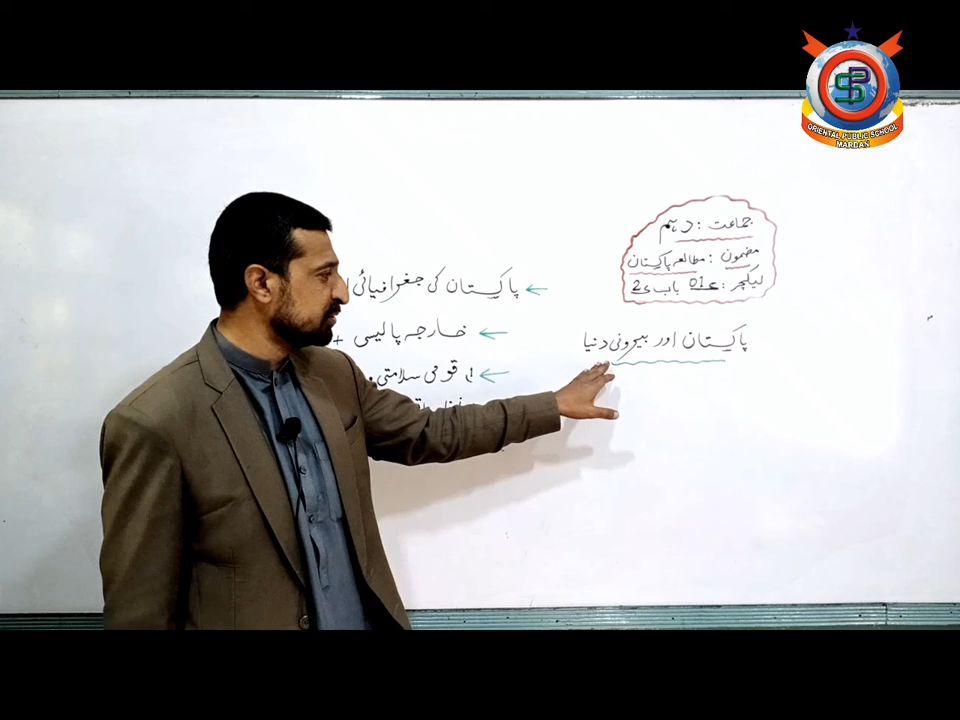 ORIENTAL PUBLIC SCHOOL
MARDAN
جماعت : دہم
مضمون : مطالعہ پاکستان
لیکچر : 01 باب 2
پاکستان اور بیرونی دنیا
← پاکستان کی جغرافیائی
← خارجہ پالیسی +
← قومی سلامتی